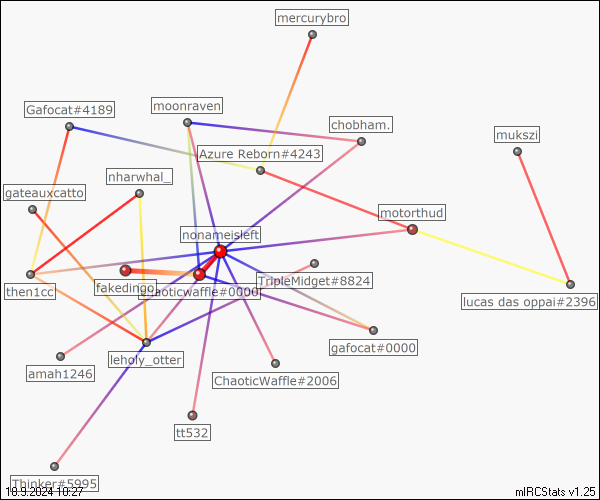 mercurybro
Gafocat#4189
moonraven
chobham.
mukszi
Azure Reborn#4243
nharwhal_
gateauxcatto
motorthud
nonameisleft
TripleMidget#8824
then1cc
fakedingo
chaoticwaffle#0000
lucas das oppai#2396
gafocat#0000
leholy_otter
amah1246
ChaoticWaffle#2006
tt532
Thinker#5995
10.9.2024 10:27
mIRCStats v1.25